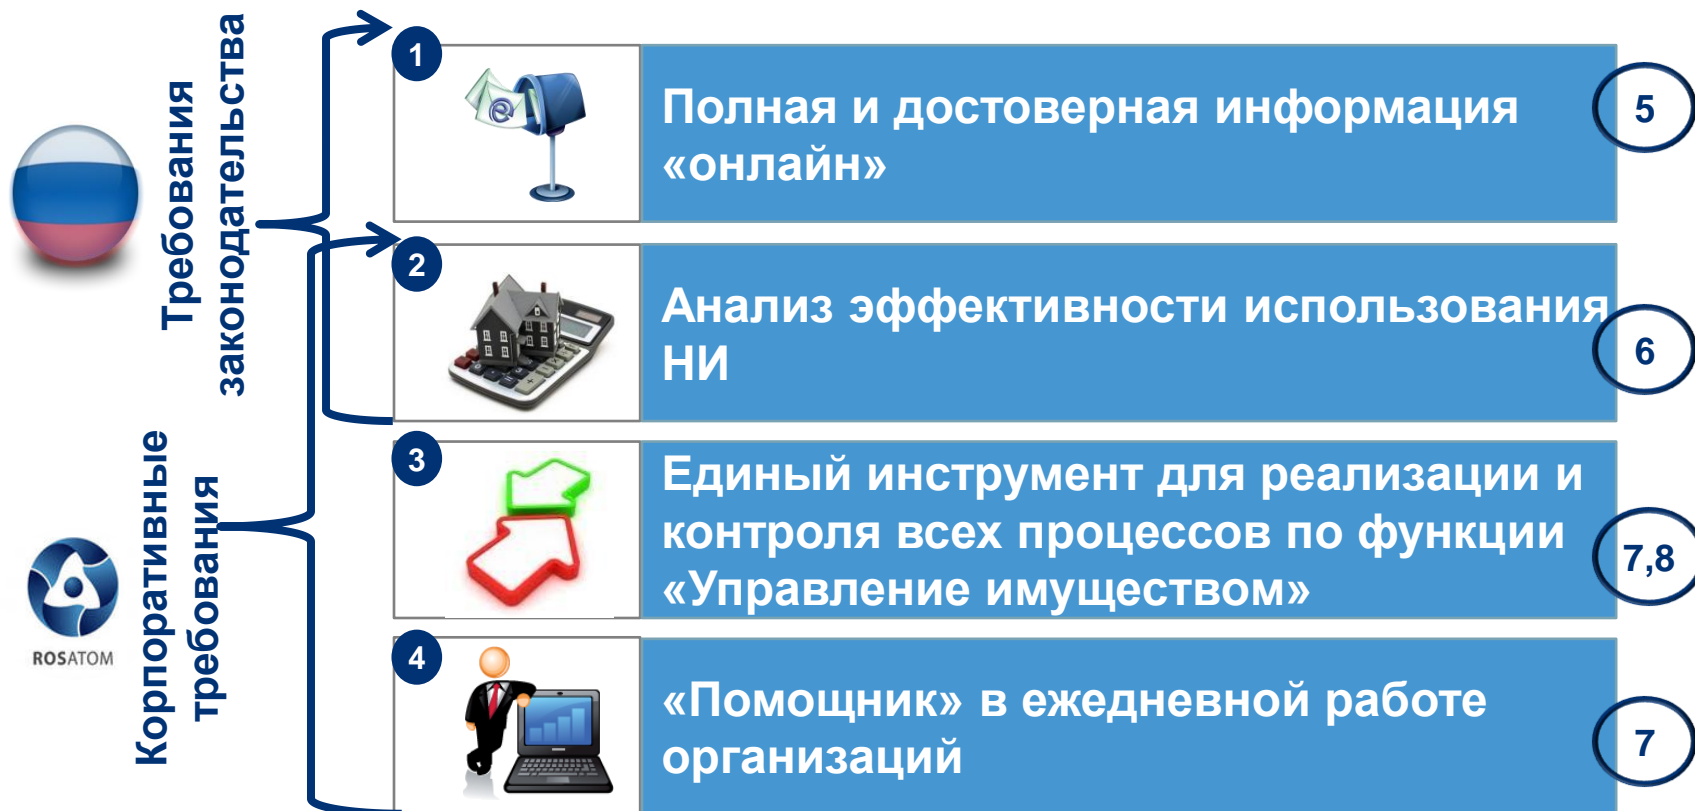 Требования
законодательства
Корпоративные
требования
ROSATOM
1
Полная и достоверная информация
«онлайн»
5
2
Анализ эффективности использования
НИ
6
3
Единый инструмент для реализации и
контроля всех процессов по функции
«Управление имуществом»
7,8
4
«Помощник» в ежедневной работе
организаций
7